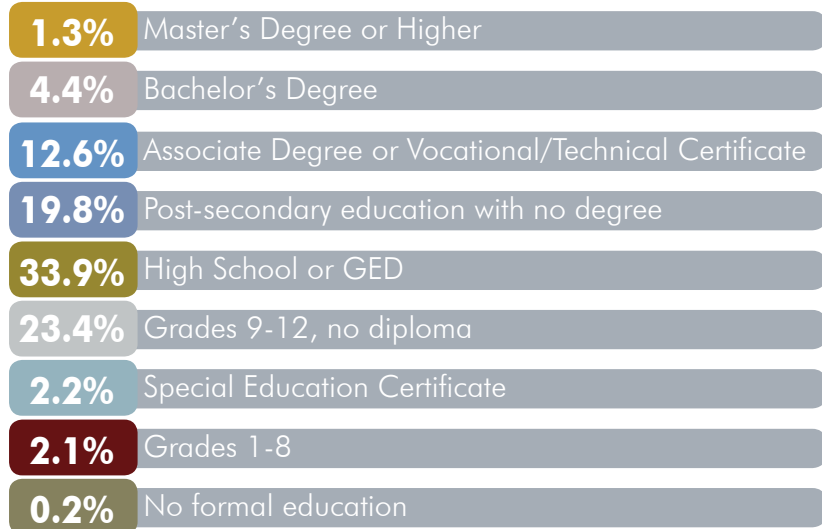 1.3% Master’s Degree or Higher
4.4% Bachelor’s Degree
12.6% Associate Degree or Vocational/Technical Certificate
19.8% Post-secondary education with no degree
33.9% High School or GED
23.4% Grades 9-12, no diploma
2.2% Special Education Certificate
2.1% Grades 1-8
0.2% No formal education